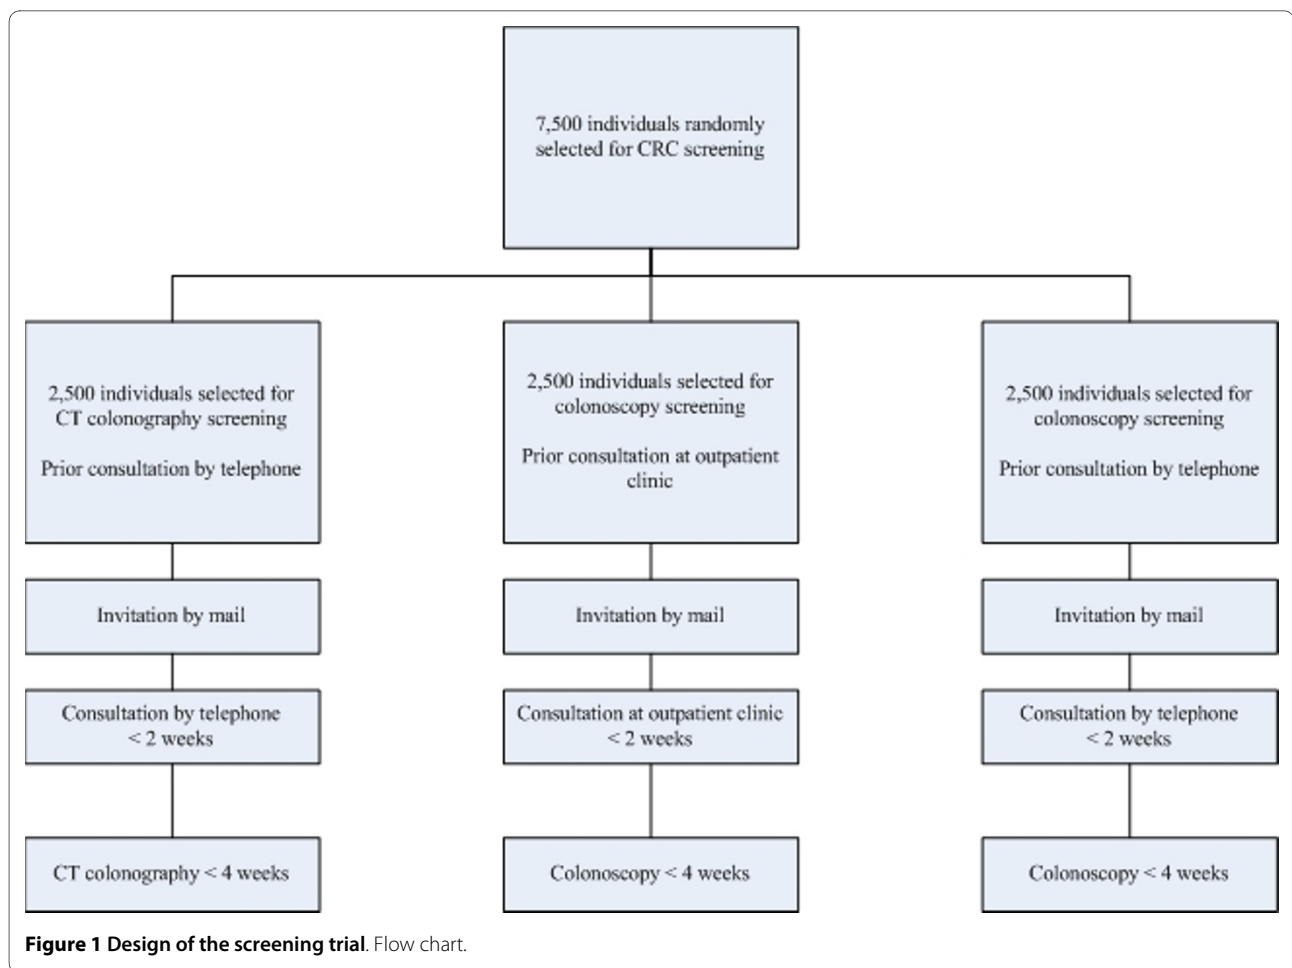 7,500 individuals randomly
selected for CRC screening
2,500 individuals selected for
CT colonography screening
Prior consultation by telephone
2,500 individuals selected for
colonoscopy screening
Prior consultation at outpatient
clinic
2,500 individuals selected for
colonoscopy screening
Prior consultation by telephone
Invitation by mail
Invitation by mail
Invitation by mail
Consultation by telephone
< 2 weeks
Consultation at outpatient clinic
< 2 weeks
Consultation by telephone
< 2 weeks
CT colonography < 4 weeks
Colonoscopy < 4 weeks
Colonoscopy < 4 weeks
Figure 1 Design of the screening trial. Flow chart.